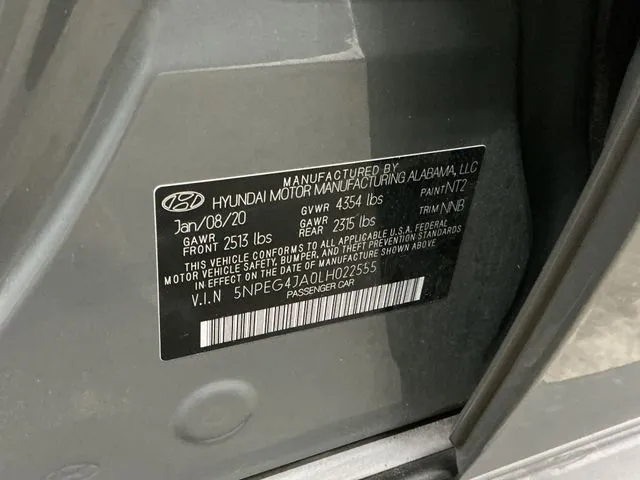 MANUFACTURED BY
HYUNDAI MOTOR MANUFACTURING ALABAMA, LLC
Jan/08/20 GVWR 4354 lbs PAINT NT2
GAWR FRONT 2513 lbs GAWR REAR 2315 lbs TRIM NNB
THIS VEHICLE CONFORMS TO ALL APPLICABLE U.S.A. FEDERAL
MOTOR VEHICLE SAFETY, BUMPER, AND THEFT PREVENTION STANDARDS
IN EFFECT ON THE DATE OF MANUFACTURE SHOWN ABOVE.
V.I.N 5NPEG4JA0LH022555
PASSENGER CAR